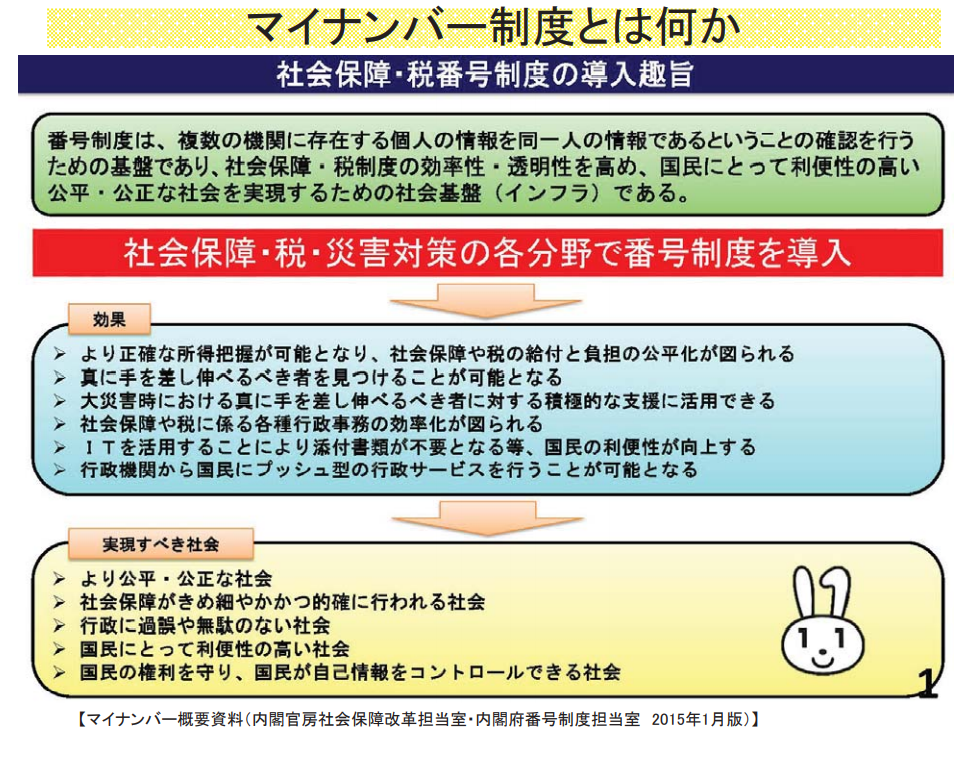 マイナンバー制度とは何か
社会保障・税番号制度の導入趣旨
番号制度は、複数の機関に存在する個人の情報を同一人の情報であるということの確認を行う
ための基盤であり、社会保障・税制度の効率性・透明性を高め、国民にとって利便性の高い
公平・公正な社会を実現するための社会基盤（インフラ）である。
社会保障・税・災害対策の各分野で番号制度を導入
効果
➢ より正確な所得把握が可能となり、社会保障や税の給付と負担の公平化が図られる
➢ 真に手を差し伸べるべき者を見つけることが可能となる
➢ 大災害時における真に手を差し伸べるべき者に対する積極的な支援に活用できる
➢ 社会保障や税に係る各種行政事務の効率化が図られる
➢ ＩＴを活用することにより添付書類が不要となる等、国民の利便性が向上する
➢ 行政機関から国民にプッシュ型の行政サービスを行うことが可能となる
実現すべき社会
➢ より公平・公正な社会
➢ 社会保障がきめ細やかかつ的確に行われる社会
➢ 行政に過誤や無駄のない社会
➢ 国民にとって利便性の高い社会
➢ 国民の権利を守り、国民が自己情報をコントロールできる社会
1
【マイナンバー概要資料（内閣官房社会保障改革担当室・内閣府番号制度担当室 2015年1月版）】